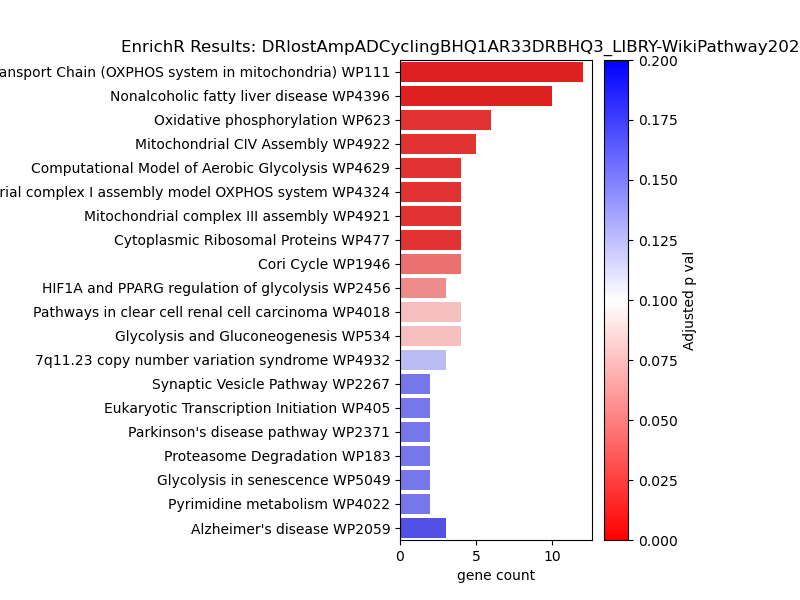 EnrichR Results: DRlostAmpADCyclingBHQ1AR33DRBHQ3_LIBRY-WikiPathway202
ansport Chain (OXPHOS system in mitochondria) WP111
Nonalcoholic fatty liver disease WP4396
Oxidative phosphorylation WP623
Mitochondrial CIV Assembly WP4922
Computational Model of Aerobic Glycolysis WP4629
rial complex I assembly model OXPHOS system WP4324
Mitochondrial complex III assembly WP4921
Cytoplasmic Ribosomal Proteins WP477
Cori Cycle WP1946
HIF1A and PPARG regulation of glycolysis WP2456
Pathways in clear cell renal cell carcinoma WP4018
Glycolysis and Gluconeogenesis WP534
7q11.23 copy number variation syndrome WP4932
Synaptic Vesicle Pathway WP2267
Eukaryotic Transcription Initiation WP405
Parkinson's disease pathway WP2371
Proteasome Degradation WP183
Glycolysis in senescence WP5049
Pyrimidine metabolism WP4022
Alzheimer's disease WP2059
0 5 10
gene count
0.200
0.175
0.150
0.125
0.100
0.075
0.050
0.025
0.000
Adjusted p val